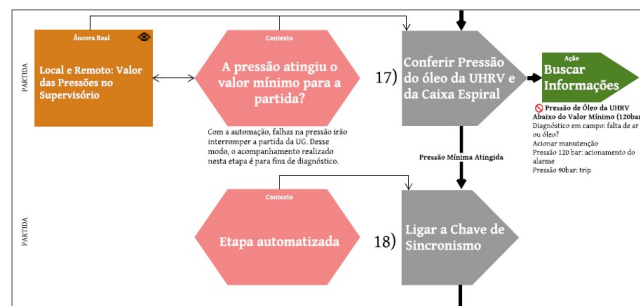 PARTIDA
Âncora Real
Local e Remoto: Valor
das Pressões no
Supervisório
Contexto
A pressão atingiu o
valor mínimo para a
partida?
Com a automação, falhas na pressão irão
interromper a partida da UG. Desse
modo, o acompanhamento realizado
nesta etapa é para fins de diagnóstico.
17)
Conferir Pressão
do óleo da UHRV e
da Caixa Espiral
Ação
Buscar
Informações
Pressão de Óleo da UHRV
Abaixo do Valor Mínimo (120bar)
Diagnóstico em campo: falta de ar
ou óleo?
Acionar manutenção
Pressão 120 bar: acionamento do
alarme
Pressão 90bar: trip
Pressão Mínima Atingida
PARTIDA
Contexto
Etapa automatizada
18)
Ligar a Chave de
Sincronismo